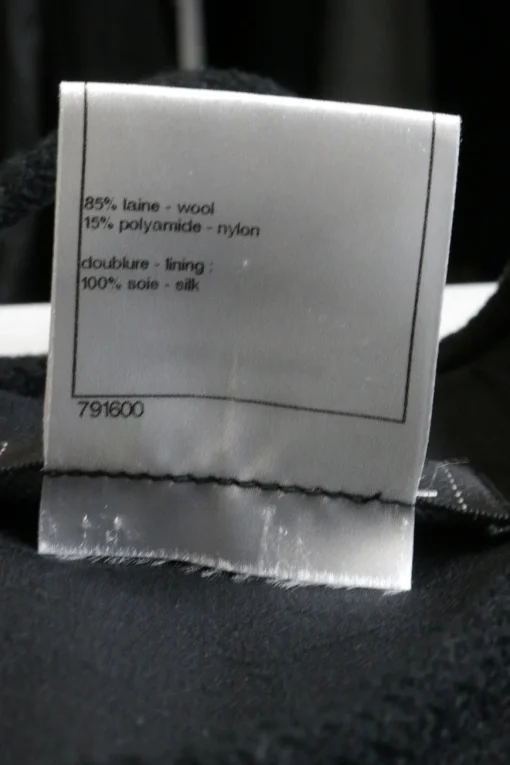 85% laine - wool
15% polyamide - nylon
doublure - lining :
100% soie - silk
791600